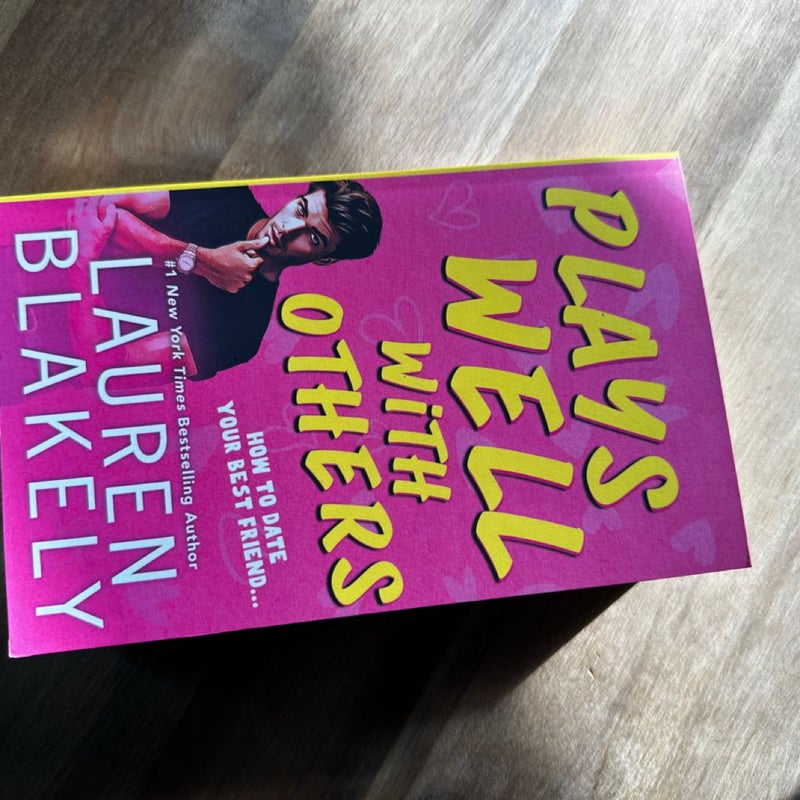 PLAYS
WELL
WiTH
OTHERS
HOW TO DATE
YOUR BEST FRIEND...
#1 New York Times Bestselling Author
LAUREN
BLAKELY